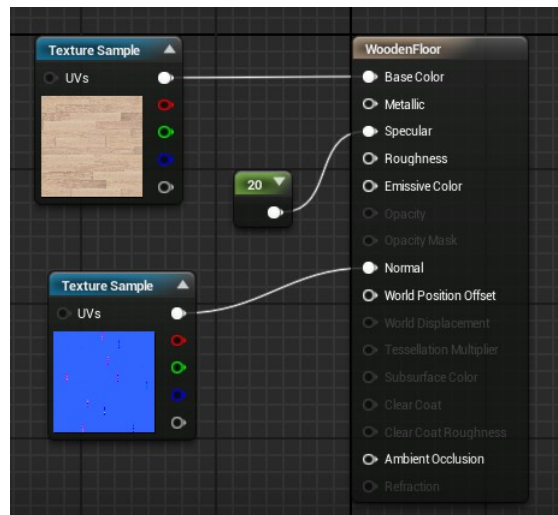 Texture Sample
UVs
20
Texture Sample
UVs
WoodenFloor
Base Color
Metallic
Specular
Roughness
Emissive Color
Opacity
Opacity Mask
Normal
World Position Offset
World Displacement
Tessellation Multiplier
Subsurface Color
Clear Coat
Clear Coat Roughness
Ambient Occlusion
Refraction